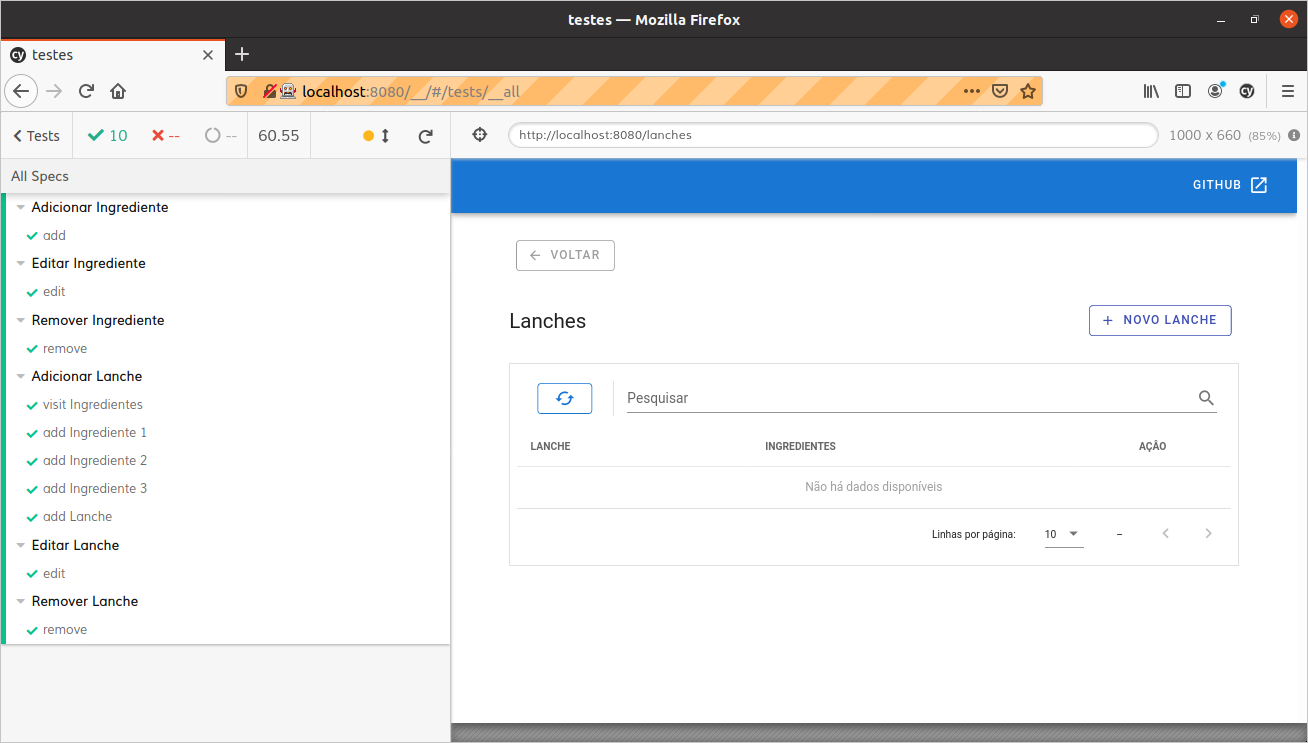 testes — Mozilla Firefox
cy testes
localhost:8080/__/#/tests/__all
cy
Tests
10
--
--
60.55
http://localhost:8080/lanches
1000 x 660 (85%)
All Specs
Adicionar Ingrediente
add
Editar Ingrediente
edit
Remover Ingrediente
remove
Adicionar Lanche
visit Ingredientes
add Ingrediente 1
add Ingrediente 2
add Ingrediente 3
add Lanche
Editar Lanche
edit
Remover Lanche
remove
GITHUB
VOLTAR
Lanches
+ NOVO LANCHE
Pesquisar
LANCHE INGREDIENTES AÇÂO
Não há dados disponíveis
Linhas por página: 10 –